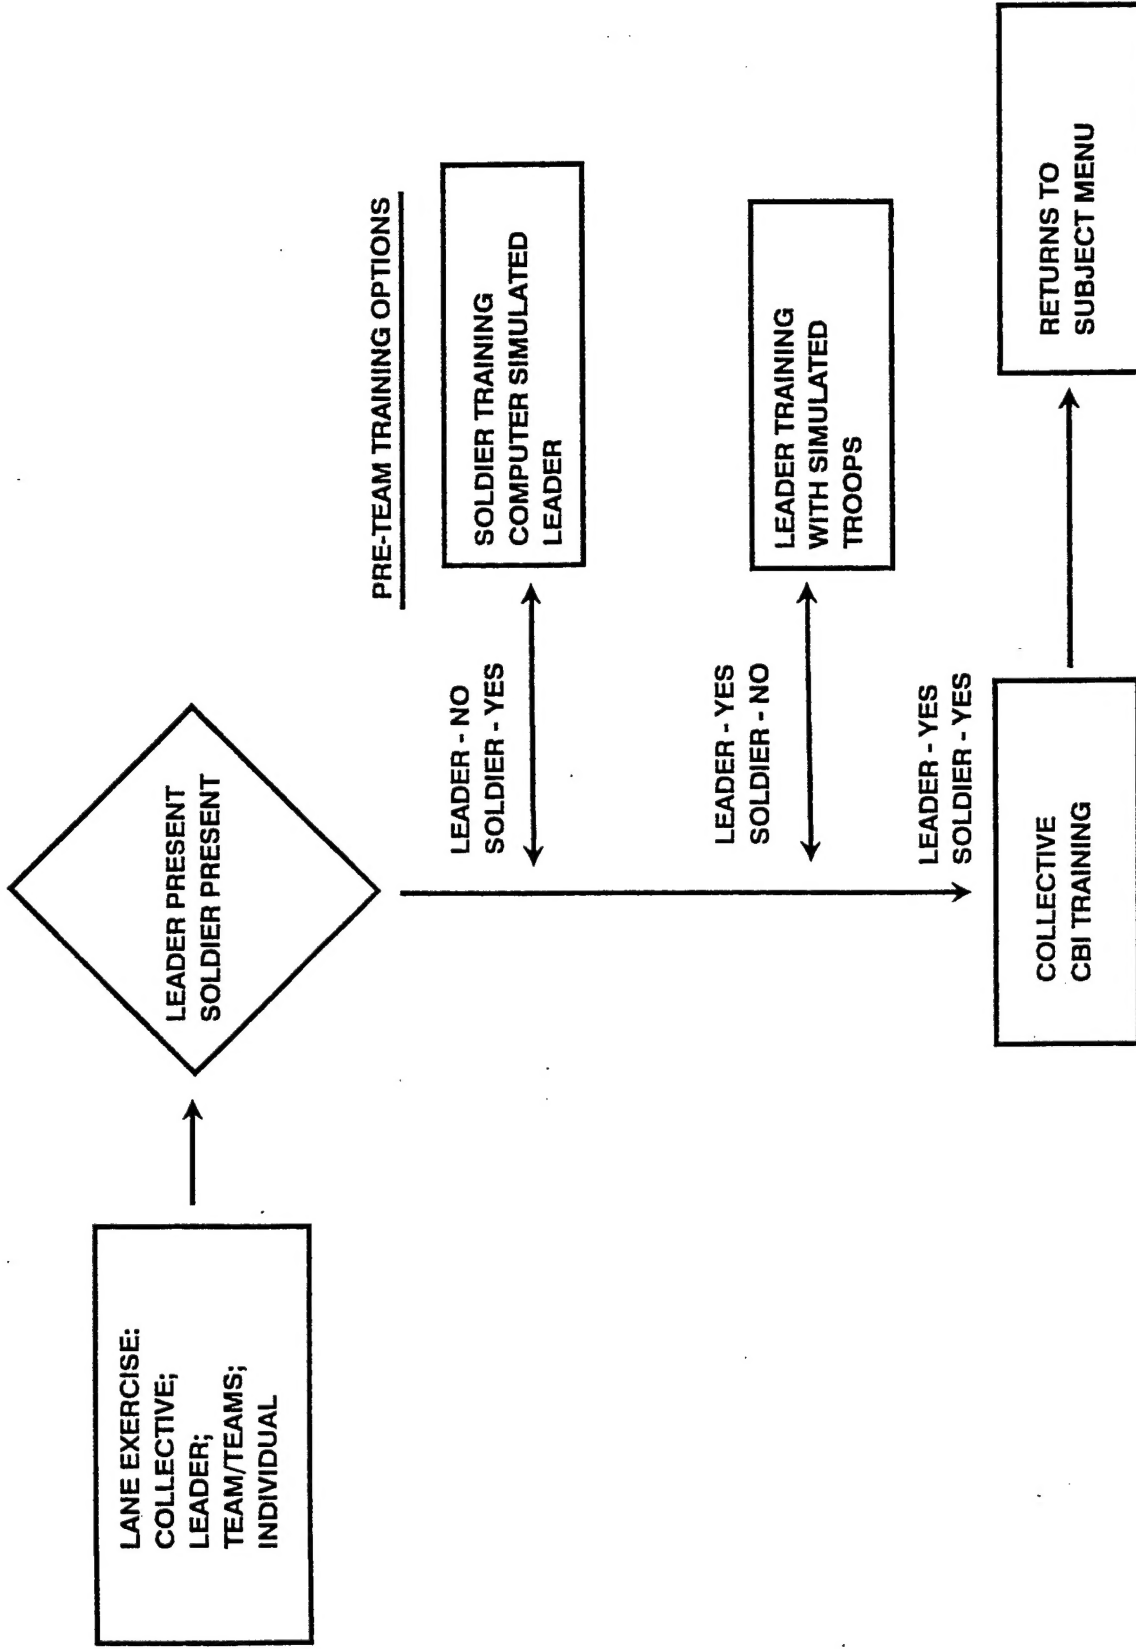 LANE EXERCISE:
COLLECTIVE;
LEADER;
TEAM/TEAMS;
INDIVIDUAL
LEADER PRESENT
SOLDIER PRESENT
PRE-TEAM TRAINING OPTIONS
LEADER - NO
SOLDIER - YES
SOLDIER TRAINING
COMPUTER SIMULATED
LEADER
LEADER - YES
SOLDIER - NO
LEADER TRAINING
WITH SIMULATED
TROOPS
LEADER - YES
SOLDIER - YES
COLLECTIVE
CBI TRAINING
RETURNS TO
SUBJECT MENU